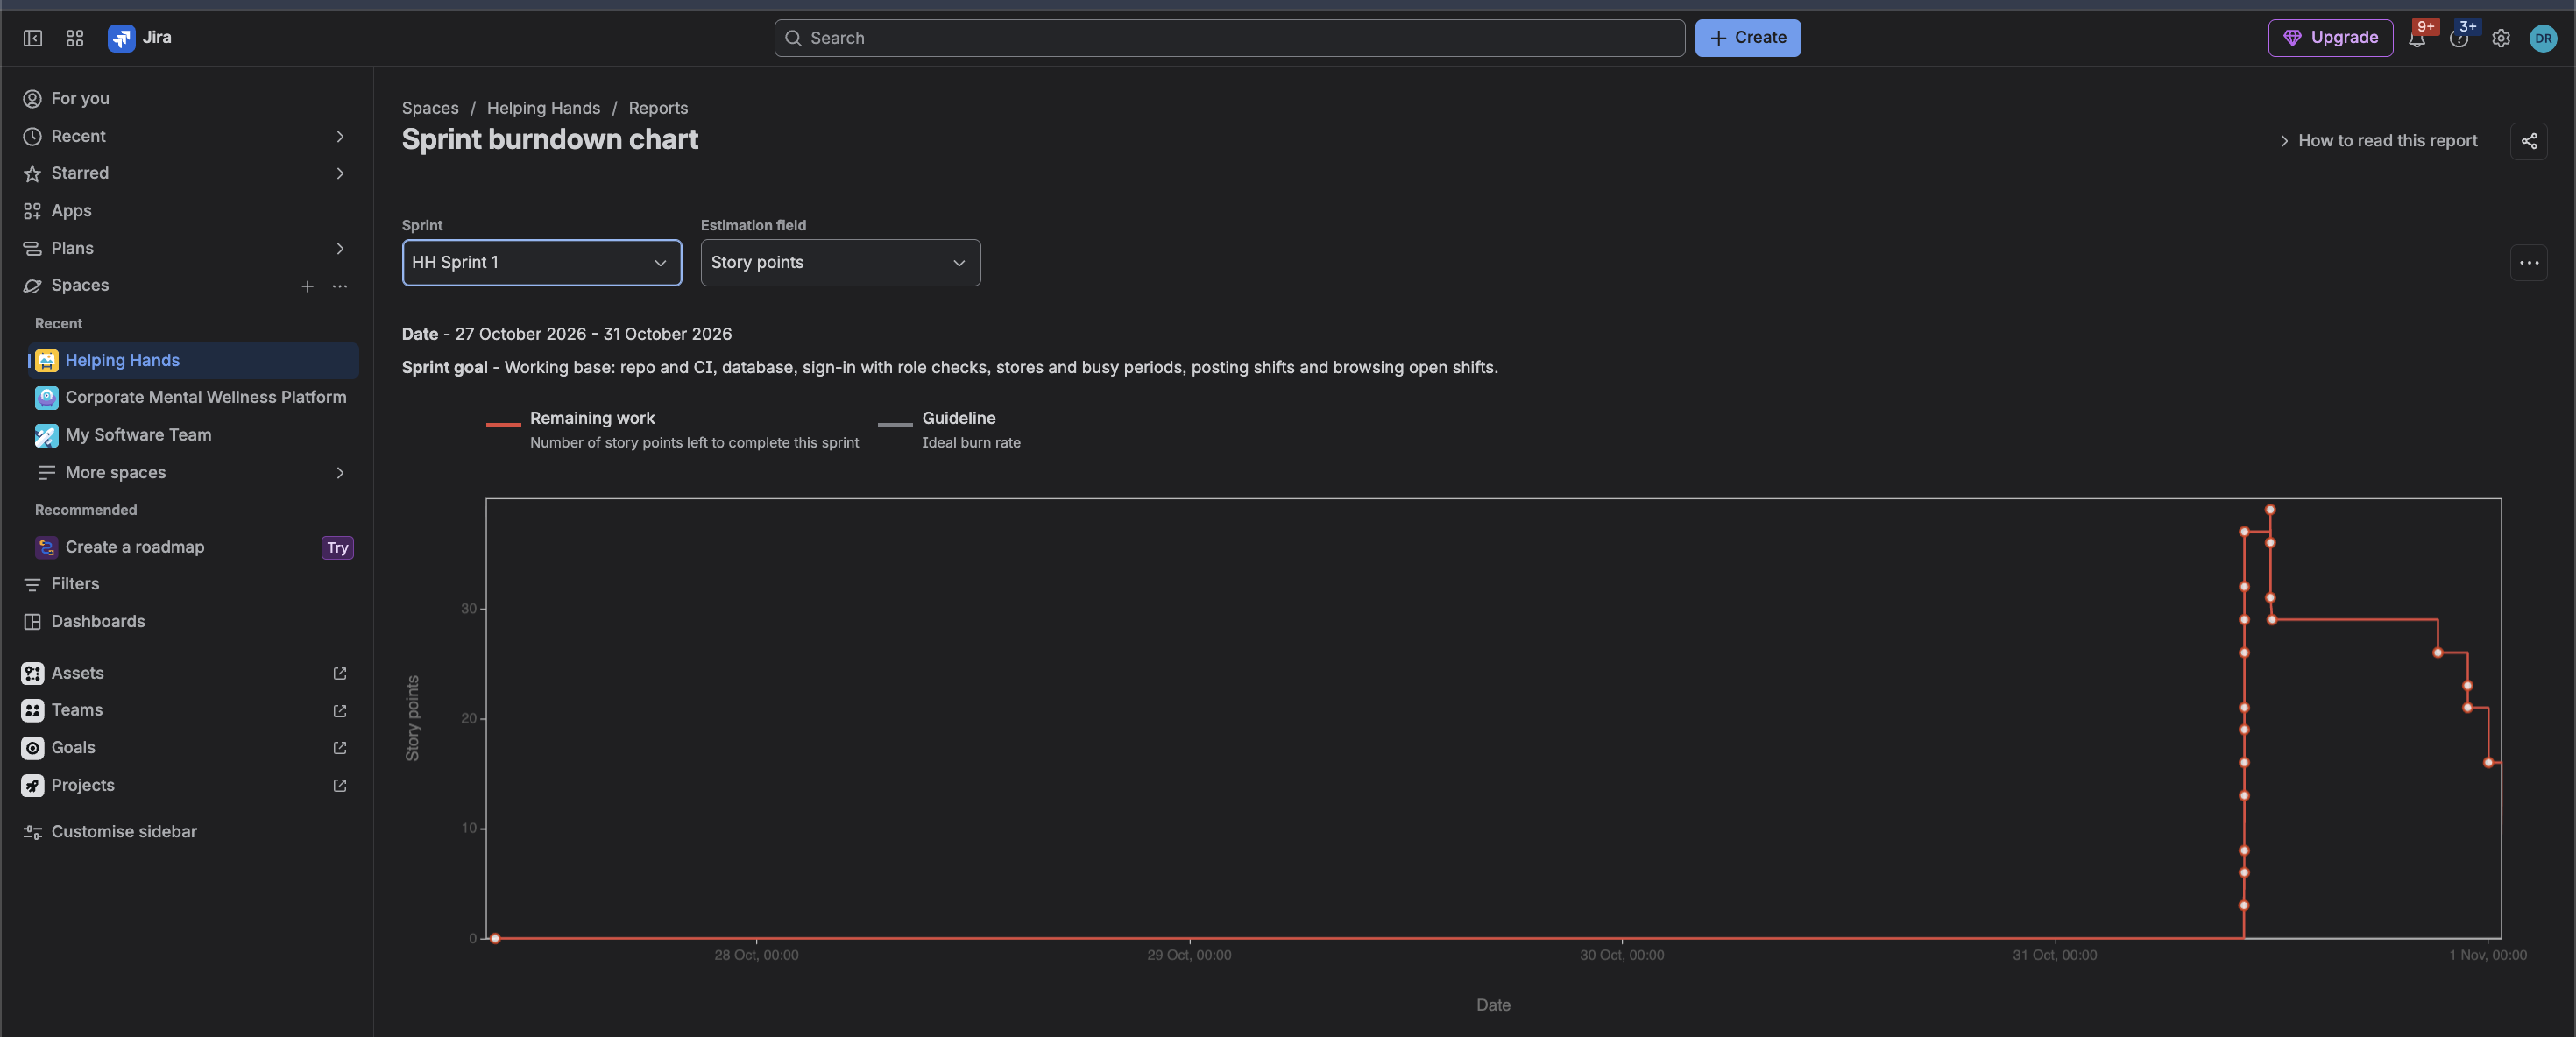 Jira
Search
Create
Upgrade
9+
3+
DR
For you
Recent
Starred
Apps
Plans
Spaces
Recent
Helping Hands
Corporate Mental Wellness Platform
My Software Team
More spaces
Recommended
Create a roadmap
Try
Filters
Dashboards
Assets
Teams
Goals
Projects
Customise sidebar
Spaces / Helping Hands / Reports
Sprint burndown chart
How to read this report
Sprint
HH Sprint 1
Estimation field
Story points
Date - 27 October 2026 - 31 October 2026
Sprint goal - Working base: repo and CI, database, sign-in with role checks, stores and busy periods, posting shifts and browsing open shifts.
Remaining work
Number of story points left to complete this sprint
Guideline
Ideal burn rate
Story points
30
20
10
0
28 Oct, 00:00
29 Oct, 00:00
30 Oct, 00:00
31 Oct, 00:00
1 Nov, 00:00
Date